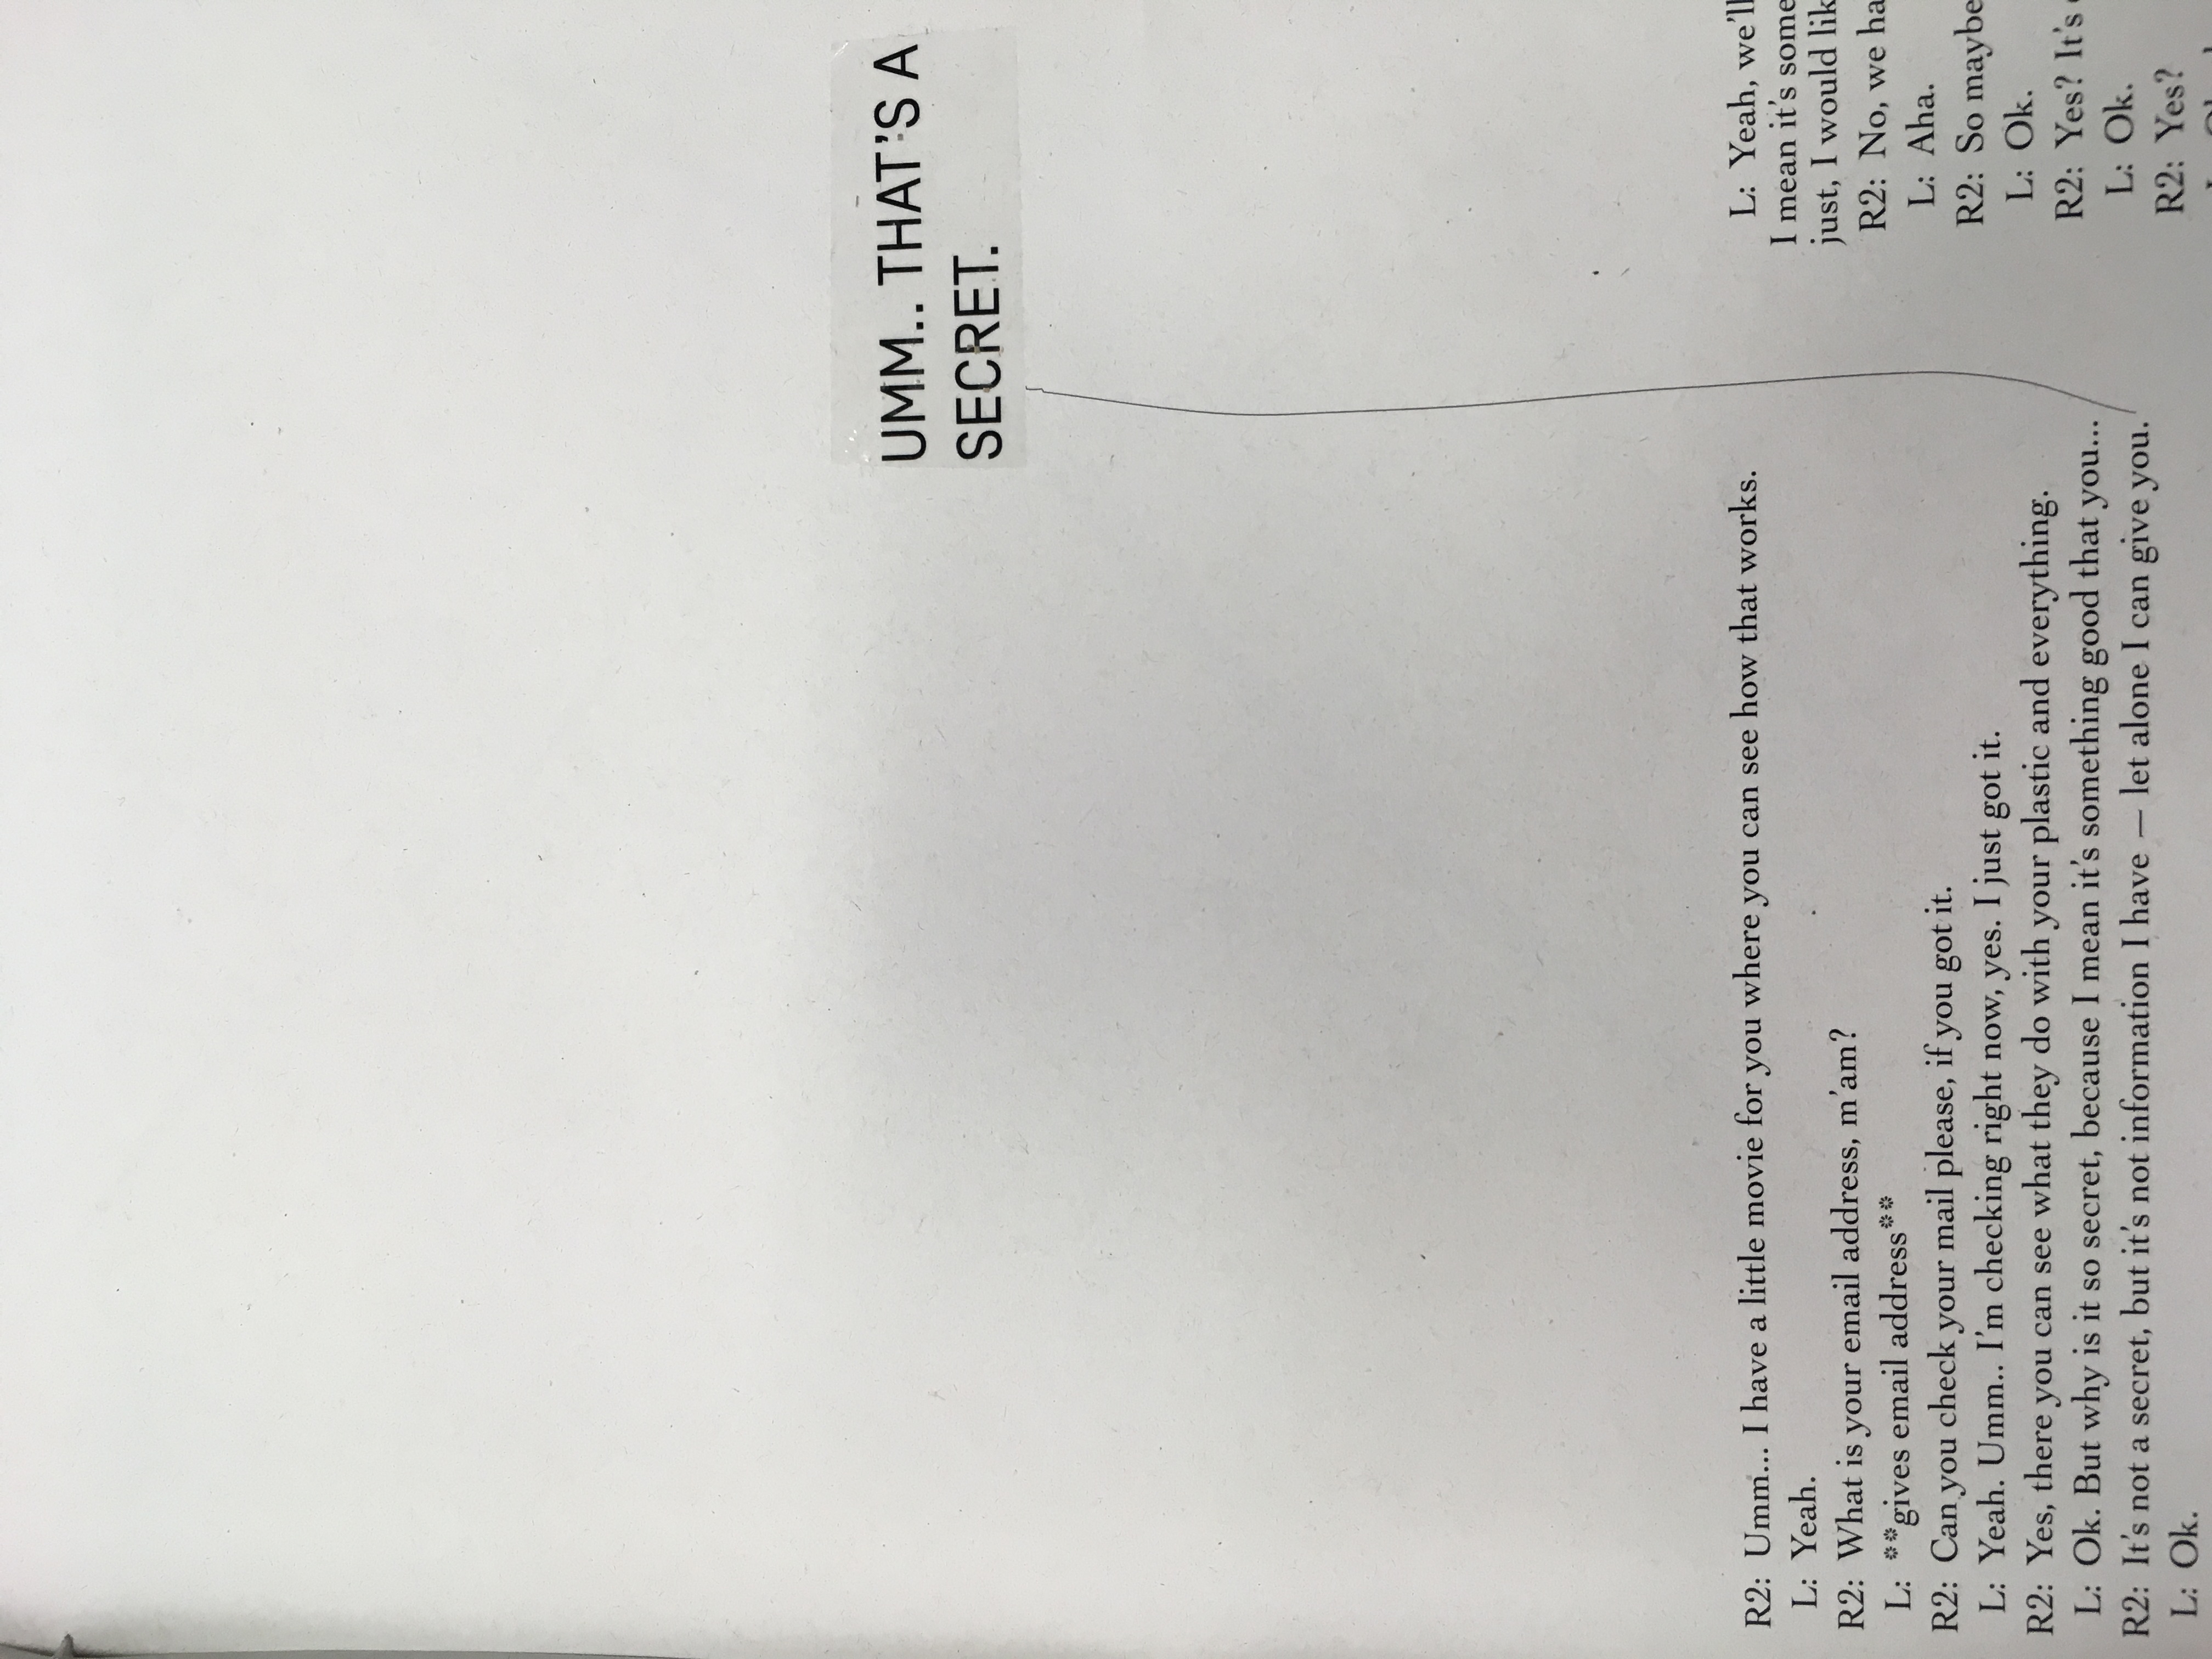 UMM.. THAT'S A
SECRET.
R2: Umm... I have a little movie for you where you can see how that works.
L: Yeah.
R2: What is your email address, m'am?
L: **gives email address**
R2: Can you check your mail please, if you got it.
L: Yeah. Umm.. I'm checking right now, yes. I just got it.
R2: Yes, there you can see what they do with your plastic and everything.
L: Ok. But why is it so secret, because I mean it's something good that you...
R2: It's not a secret, but it's not information I have — let alone I can give you.
L: Ok.
L: Yeah, we'll
I mean it's some
just, I would lik
R2: No, we ha
L: Aha.
R2: So maybe
L: Ok.
R2: Yes? It's
L: Ok.
R2: Yes?